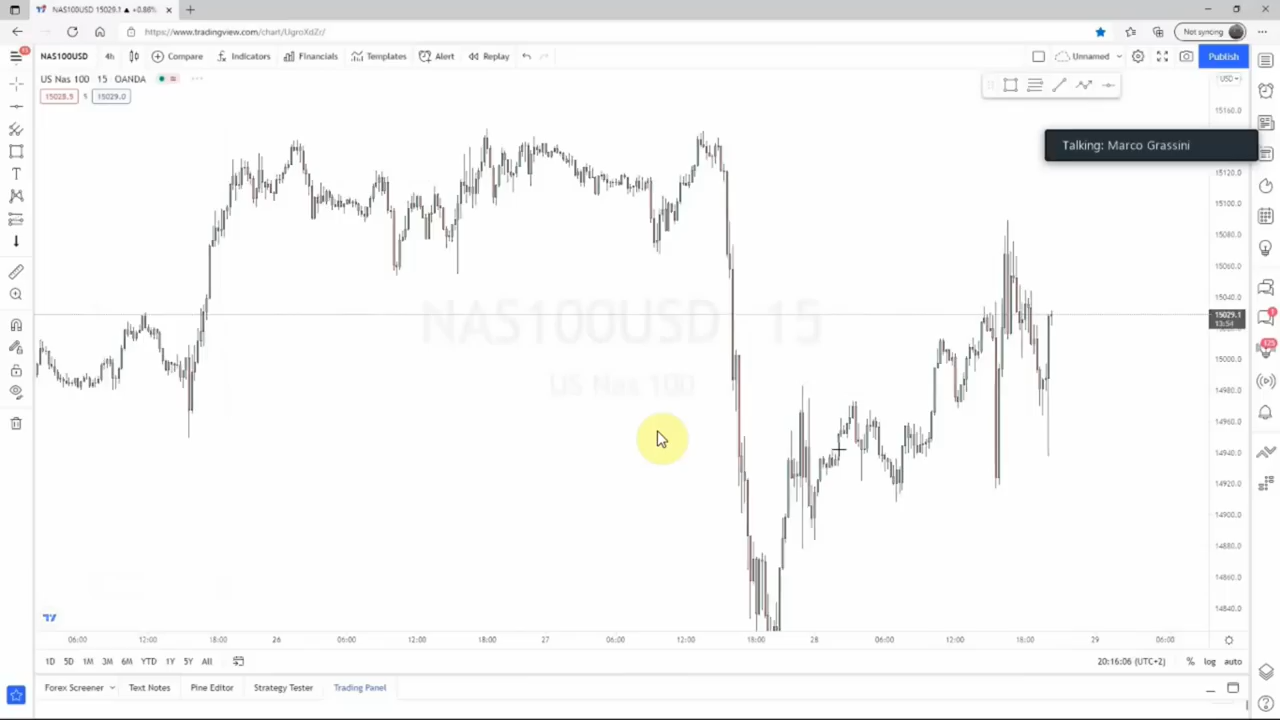 NAS100USD 15029.1 ▲ +0.86%
https://www.tradingview.com/chart/UgroXdZr/
Not syncing
NAS100USD 4h Compare Indicators Financials Templates Alert Replay Unnamed Publish
US Nas 100 15 OANDA
USD
15028.5 5 15029.0
15160.0
Talking: Marco Grassini
15120.0
15100.0
15080.0
15060.0
15040.0
NAS100USD 15
15029.1
13:54
15000.0
US Nas 100
14980.0
14960.0
14940.0
14920.0
14900.0
14880.0
14860.0
14840.0
06:00 12:00 18:00 26 06:00 12:00 18:00 27 06:00 12:00 18:00 28 06:00 12:00 18:00 29 06:00
1D 5D 1M 3M 6M YTD 1Y 5Y All 20:16:06 (UTC+2) % log auto
Forex Screener Text Notes Pine Editor Strategy Tester Trading Panel